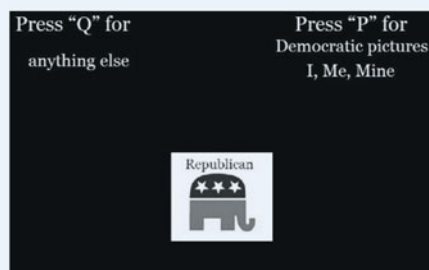 Press “Q” for
anything else
Press “P” for
Democratic pictures
I, Me, Mine
Republican